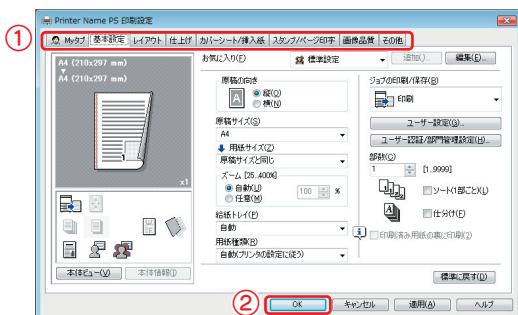 Printer Name PS 印刷設定
①
Myタブ 基本設定 レイアウト 仕上げ カバーシート/挿入紙 スタンプ/ページ印字 画像品質 その他
A4 (210x297 mm)
A4 (210x297 mm)
x1
本体ビュー(V) 本体情報(I)
お気に入り(F) 標準設定 追加(.)... 編集(E)...
原稿の向き
縦(O)
横(N)
原稿サイズ(S)
A4
用紙サイズ(Z)
原稿サイズと同じ
ズーム [25..400%]
自動(U)
任意(M)
100 %
給紙トレイ(P)
自動
用紙種類(R)
自動(プリンタの設定に従う)
ジョブの印刷/保存(B)
印刷
ユーザー設定(G)...
ユーザー認証/部門管理設定(H)...
部数(C)
1 [1..9999]
ソート(1部ごと)(L)
仕分け(F)
印刷済み用紙の裏に印刷(2)
標準に戻す(D)
②
OK キャンセル 適用(A) ヘルプ